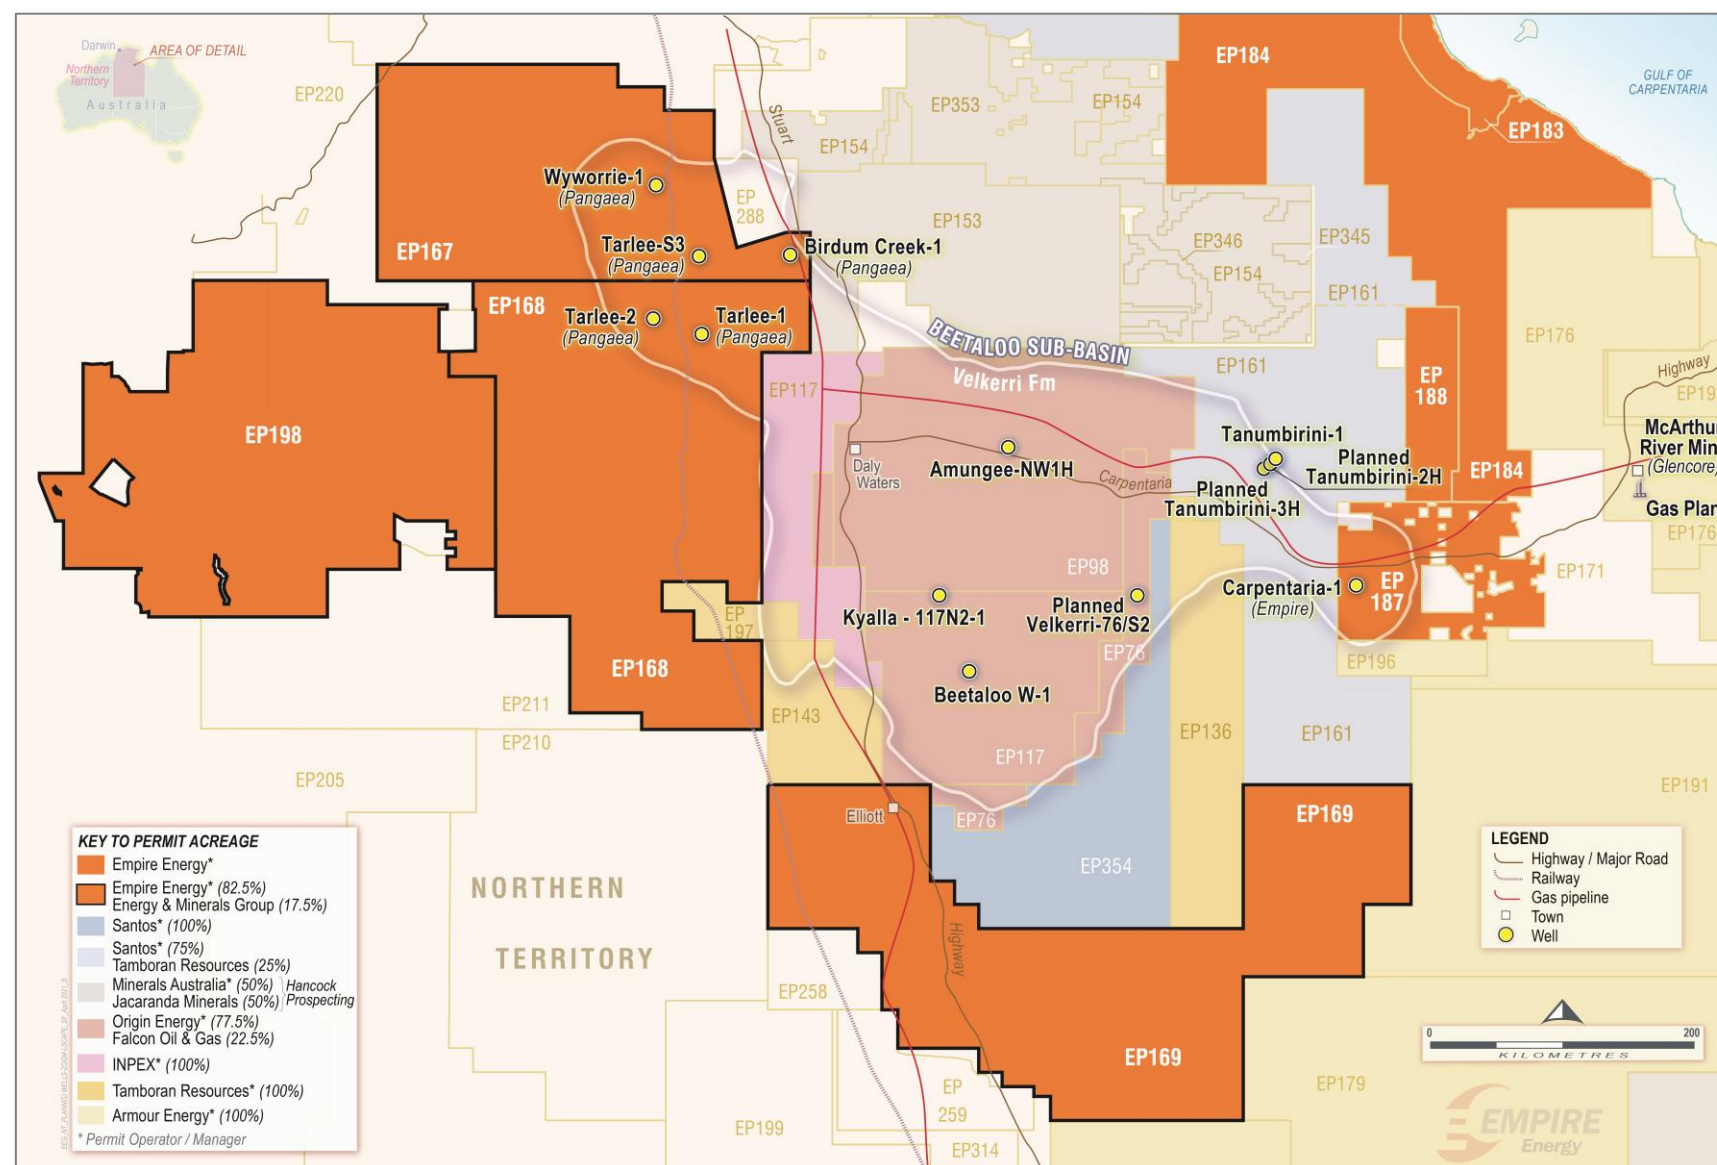 Darwin
AREA OF DETAIL
Northern
Territory
Australia
EP220
EP184
GULF OF
CARPENTARIA
EP353
EP154
EP183
Stuart
EP154
Wyworrie-1
(Pangaea)
EP
288
EP153
EP346
EP345
EP154
EP167
Tarlee-S3
(Pangaea)
Birdum Creek-1
(Pangaea)
EP161
EP168
Tarlee-2
(Pangaea)
Tarlee-1
(Pangaea)
BEETALOO SUB-BASIN
Velkerri Fm
EP176
EP161
Highway
EP117
EP
188
EP19
EP198
Tanumbirini-1
McArthur
River Min
(Glencore)
Daly
Waters
Amungee-NW1H
Planned
Tanumbirini-2H
EP184
Carpentaria
Planned
Tanumbirini-3H
Gas Plan
EP176
EP98
EP171
Carpentaria-1
(Empire)
EP
187
EP
197
Kyalla - 117N2-1
Planned
Velkerri-76/S2
EP76
EP196
EP168
Beetaloo W-1
EP211
EP210
EP143
EP136
EP161
EP117
EP205
EP191
Elliott
EP76
EP169
EP354
KEY TO PERMIT ACREAGE
Empire Energy*
Empire Energy* (82.5%)
Energy & Minerals Group (17.5%)
Santos* (100%)
Santos* (75%)
Tamboran Resources (25%)
Minerals Australia* (50%)
Jacaranda Minerals (50%)
Hancock
Prospecting
Origin Energy* (77.5%)
Falcon Oil & Gas (22.5%)
INPEX* (100%)
Tamboran Resources* (100%)
Armour Energy* (100%)
* Permit Operator / Manager
NORTHERN
TERRITORY
LEGEND
Highway / Major Road
Railway
Gas pipeline
Town
Well
Highway
EP258
EP169
0 200
KILOMETRES
EP
259
EP179
EP199
EP314
EMPIRE
Energy